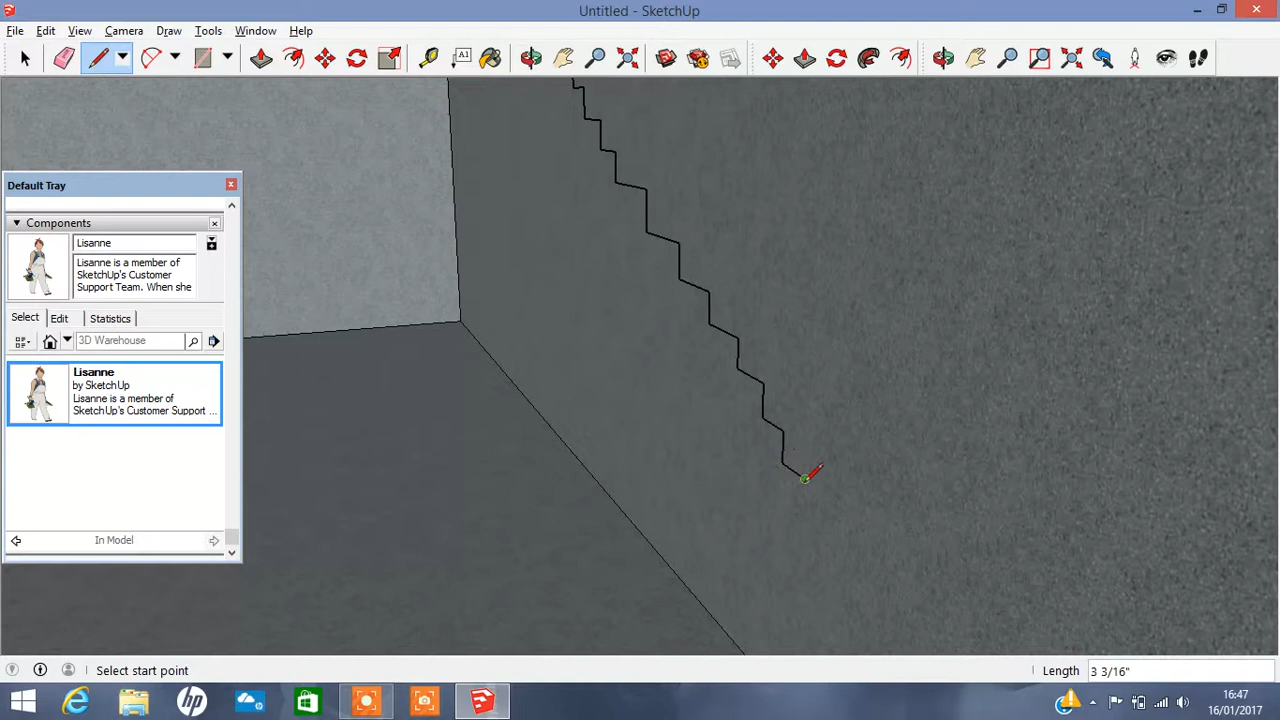 Untitled - SketchUp
File Edit View Camera Draw Tools Window Help
A1
Default Tray
Components
Lisanne
Lisanne is a member of
SketchUp's Customer
Support Team. When she
Select Edit Statistics
3D Warehouse
Lisanne
by SketchUp
Lisanne is a member of
SketchUp's Customer Support ...
In Model
Select start point
Length 3 3/16"
16:47
16/01/2017